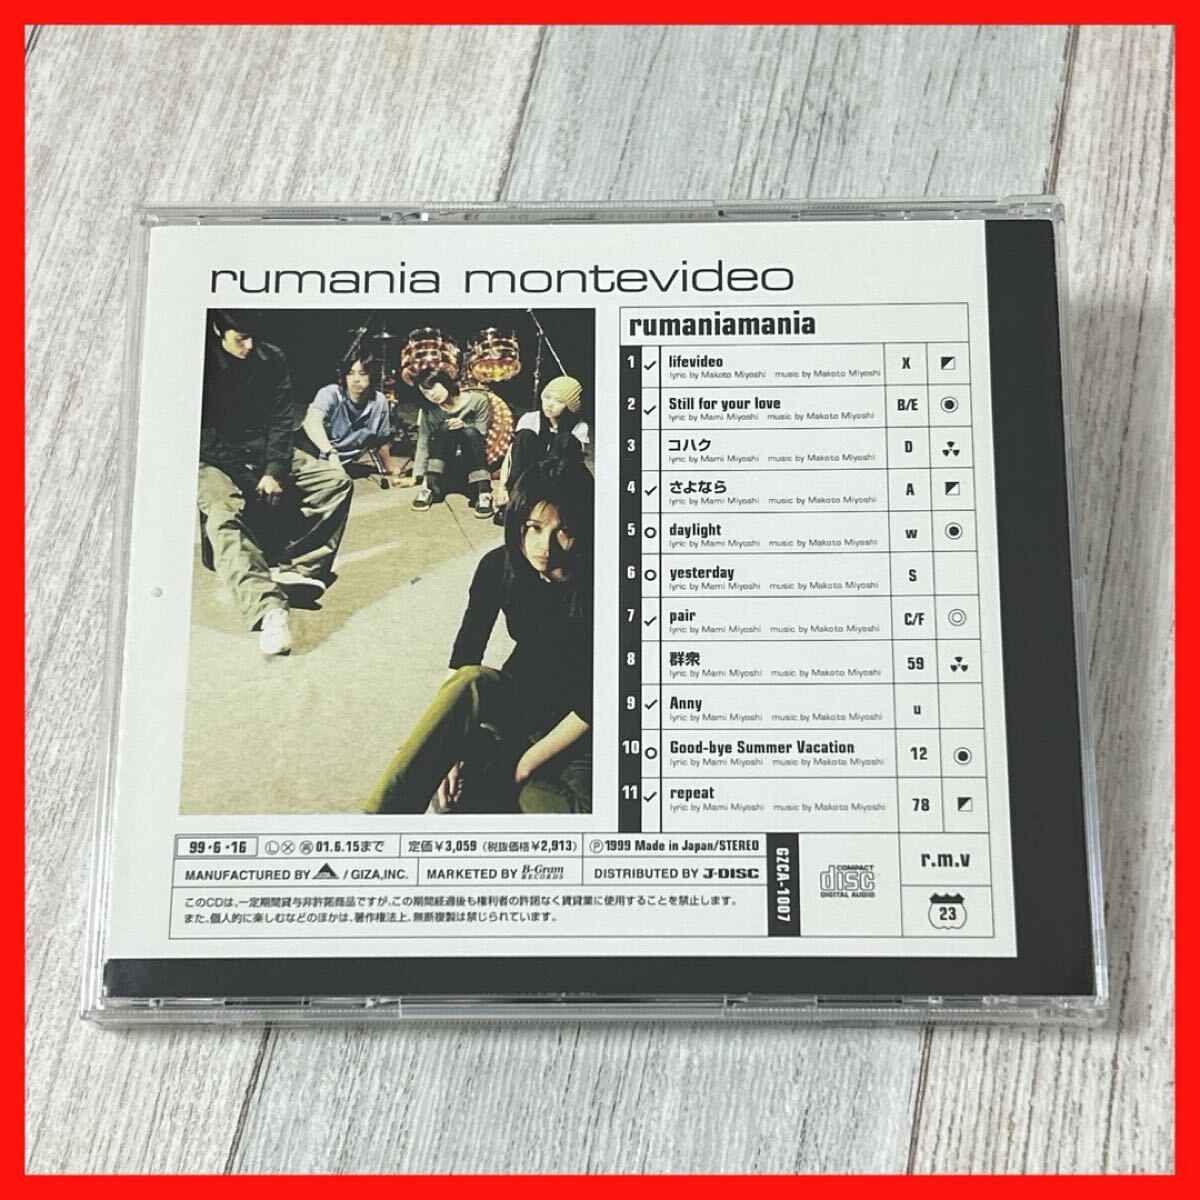 rumania montevideo
rumaniamania
1 lifevideo X
lyric by Makoto Miyoshi music by Makoto Miyoshi
2 Still for your love B/E
lyric by Mami Miyoshi music by Makoto Miyoshi
3 コハク D
lyric by Mami Miyoshi music by Makoto Miyoshi
4 さよなら A
lyric by Mami Miyoshi music by Makoto Miyoshi
5 daylight w
lyric by Mami Miyoshi music by Makoto Miyoshi
6 yesterday S
lyric by Mami Miyoshi music by Makoto Miyoshi
7 pair C/F
lyric by Mami Miyoshi music by Makoto Miyoshi
8 群衆 59
lyric by Mami Miyoshi music by Makoto Miyoshi
9 Anny u
lyric by Mami Miyoshi music by Makoto Miyoshi
10 Good-bye Summer Vacation 12
lyric by Mami Miyoshi music by Makoto Miyoshi
11 repeat 78
lyric by Mami Miyoshi music by Makoto Miyoshi
99・6・16 Ⓛ 01.6.15まで 定価¥3,059(税抜価格¥2,913) Ⓟ1999 Made in Japan/STEREO
MANUFACTURED BY / GIZA,INC. MARKETED BY B-Gram RECORDS DISTRIBUTED BY J-DISC
このCDは、一定期間貸与非許諾商品ですが、この期間経過後も権利者の許諾なく賃貸業に使用することを禁止します。
また、個人的に楽しむなどのほかは、著作権法上、無断複製は禁じられています。
GZCA-1007
COMPACT
disc
DIGITAL AUDIO
r.m.v
23